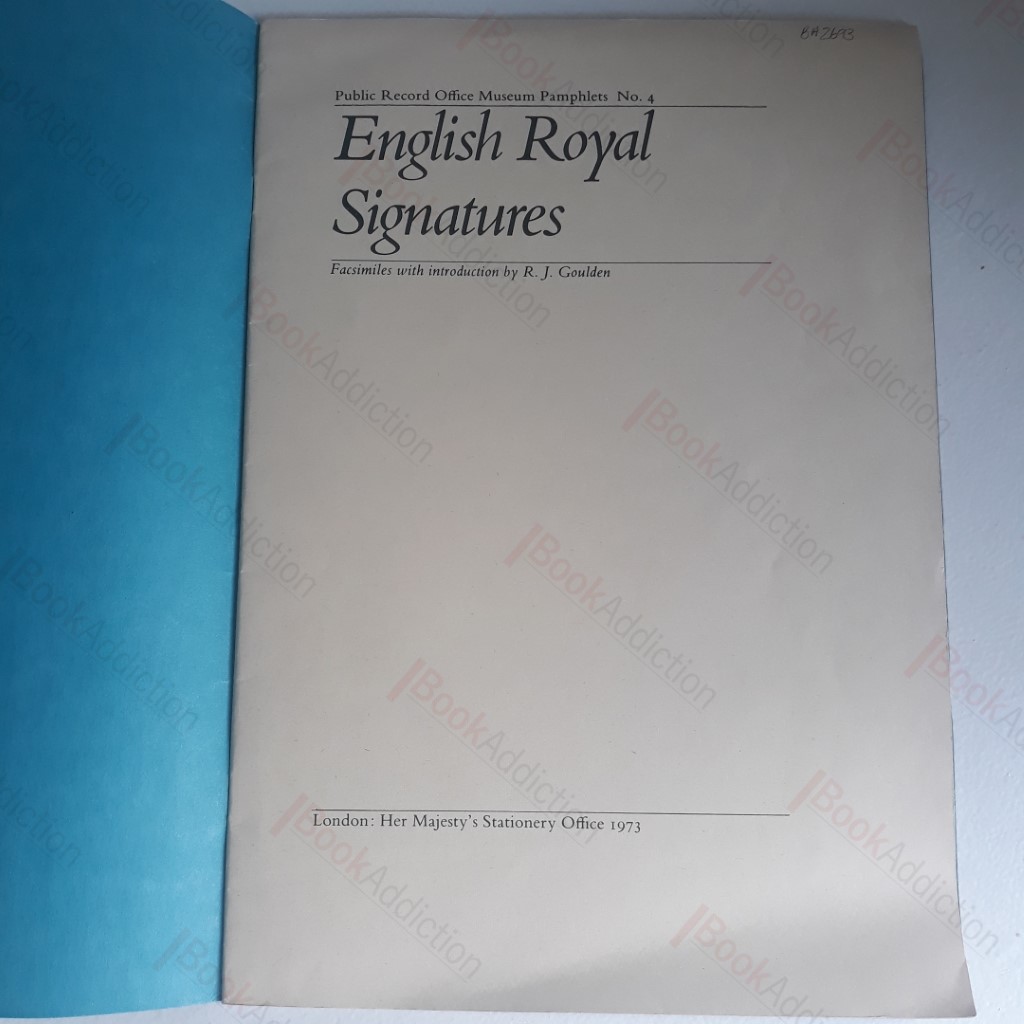 BA2693
Public Record Office Museum Pamphlets No. 4
English Royal
Signatures
Facsimiles with introduction by R. J. Goulden
London: Her Majesty's Stationery Office 1973
BookAddiction